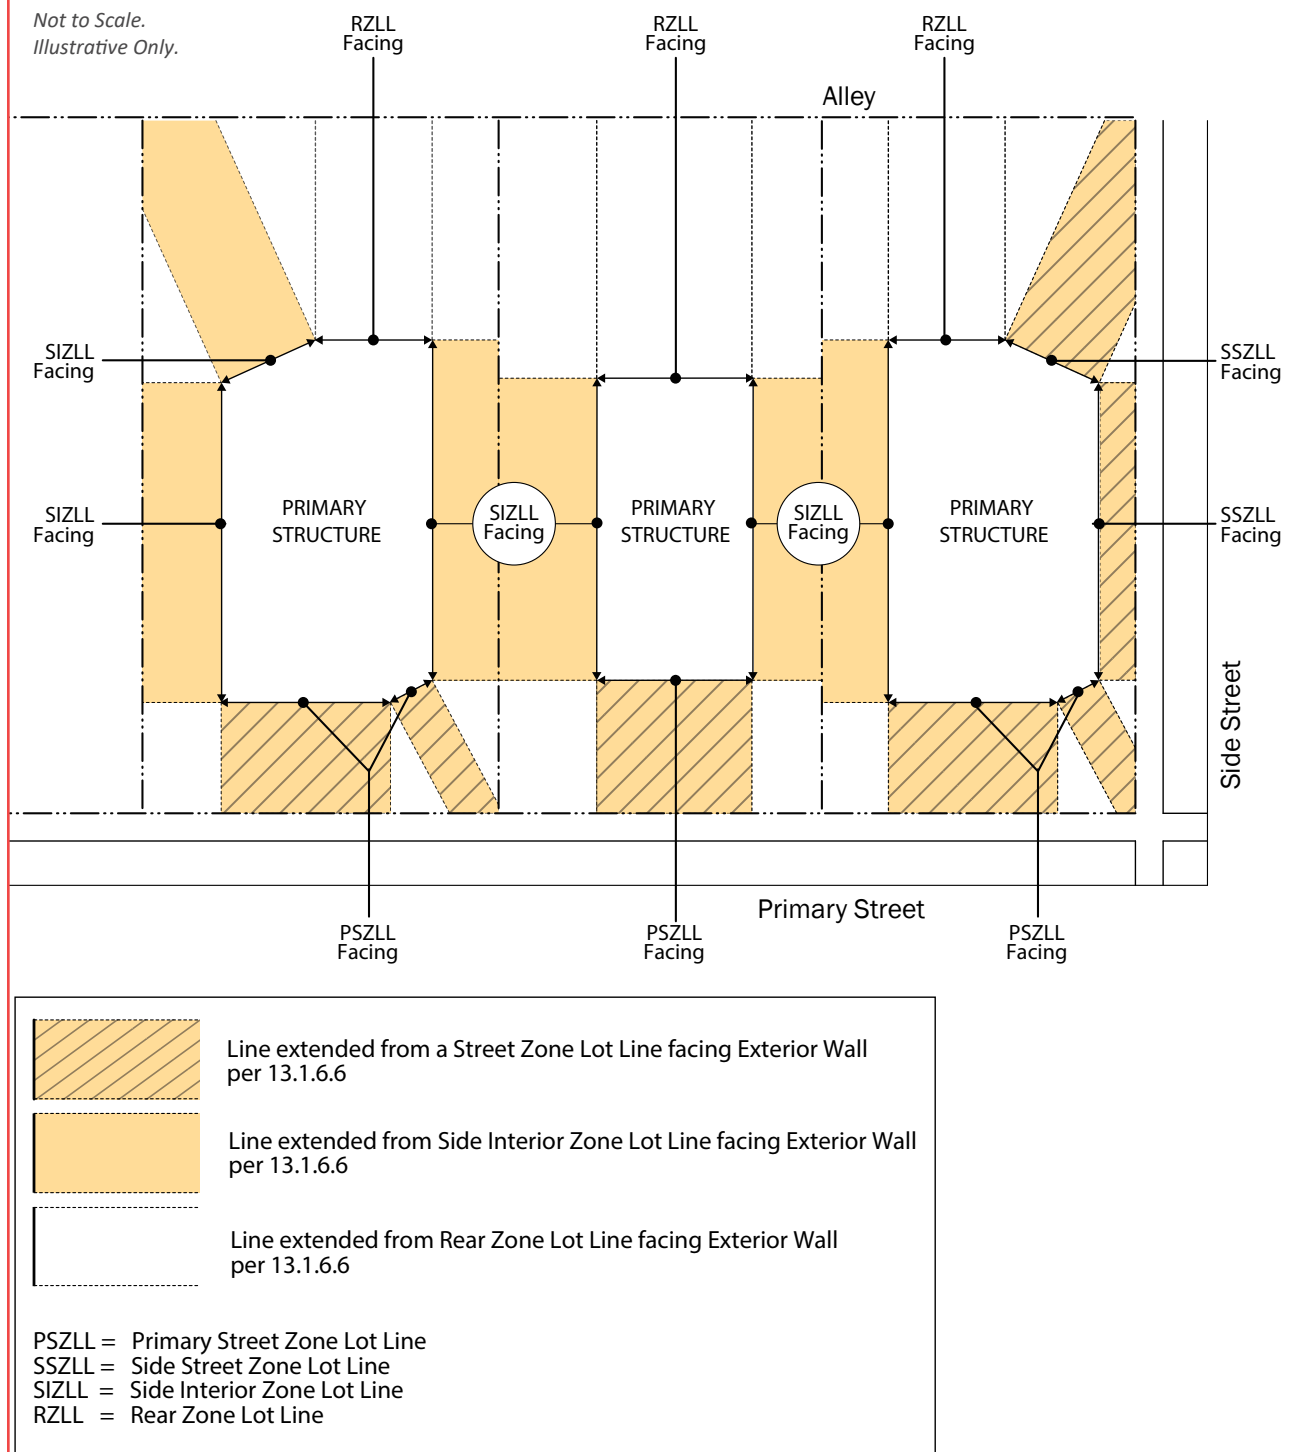 Not to Scale.
Illustrative Only.
RZLL
Facing
RZLL
Facing
RZLL
Facing
Alley
SIZLL
Facing
SSZLL
Facing
SIZLL
Facing
PRIMARY
STRUCTURE
SIZLL
Facing
PRIMARY
STRUCTURE
SIZLL
Facing
PRIMARY
STRUCTURE
SSZLL
Facing
Side Street
Primary Street
PSZLL
Facing
PSZLL
Facing
PSZLL
Facing
Line extended from a Street Zone Lot Line facing Exterior Wall
per 13.1.6.6
Line extended from Side Interior Zone Lot Line facing Exterior Wall
per 13.1.6.6
Line extended from Rear Zone Lot Line facing Exterior Wall
per 13.1.6.6
PSZLL = Primary Street Zone Lot Line
SSZLL = Side Street Zone Lot Line
SIZLL = Side Interior Zone Lot Line
RZLL = Rear Zone Lot Line